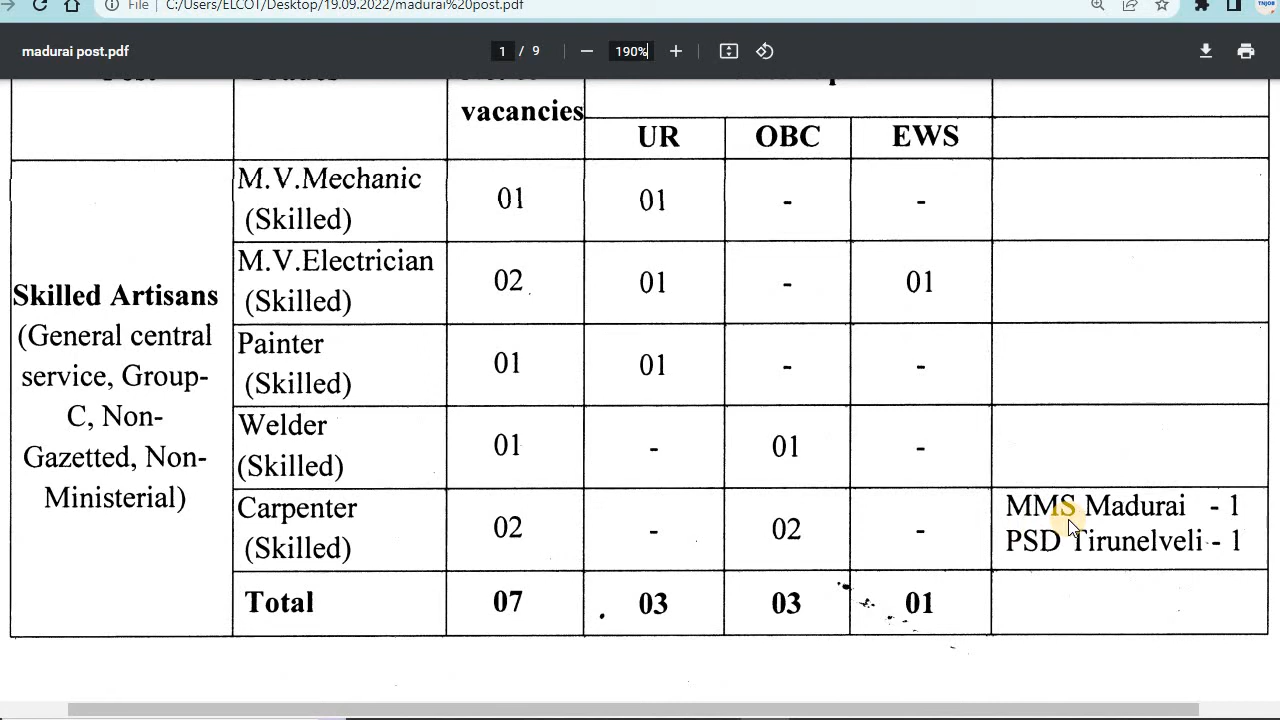 File
C:/Users/ELCOT/Desktop/19.09.2022/madurai%20post.pdf
TNJOB
madurai post.pdf
1 / 9
190%
vacancies
UR OBC EWS
M.V.Mechanic
(Skilled)
01 01 - -
M.V.Electrician
(Skilled)
02 01 - 01
Skilled Artisans
(General central
service, Group-
C, Non-
Gazetted, Non-
Ministerial)
Painter
(Skilled)
01 01 - -
Welder
(Skilled)
01 - 01 -
Carpenter
(Skilled)
02 - 02 -
MMS Madurai - 1
PSD Tirunelveli - 1
Total 07 03 03 01